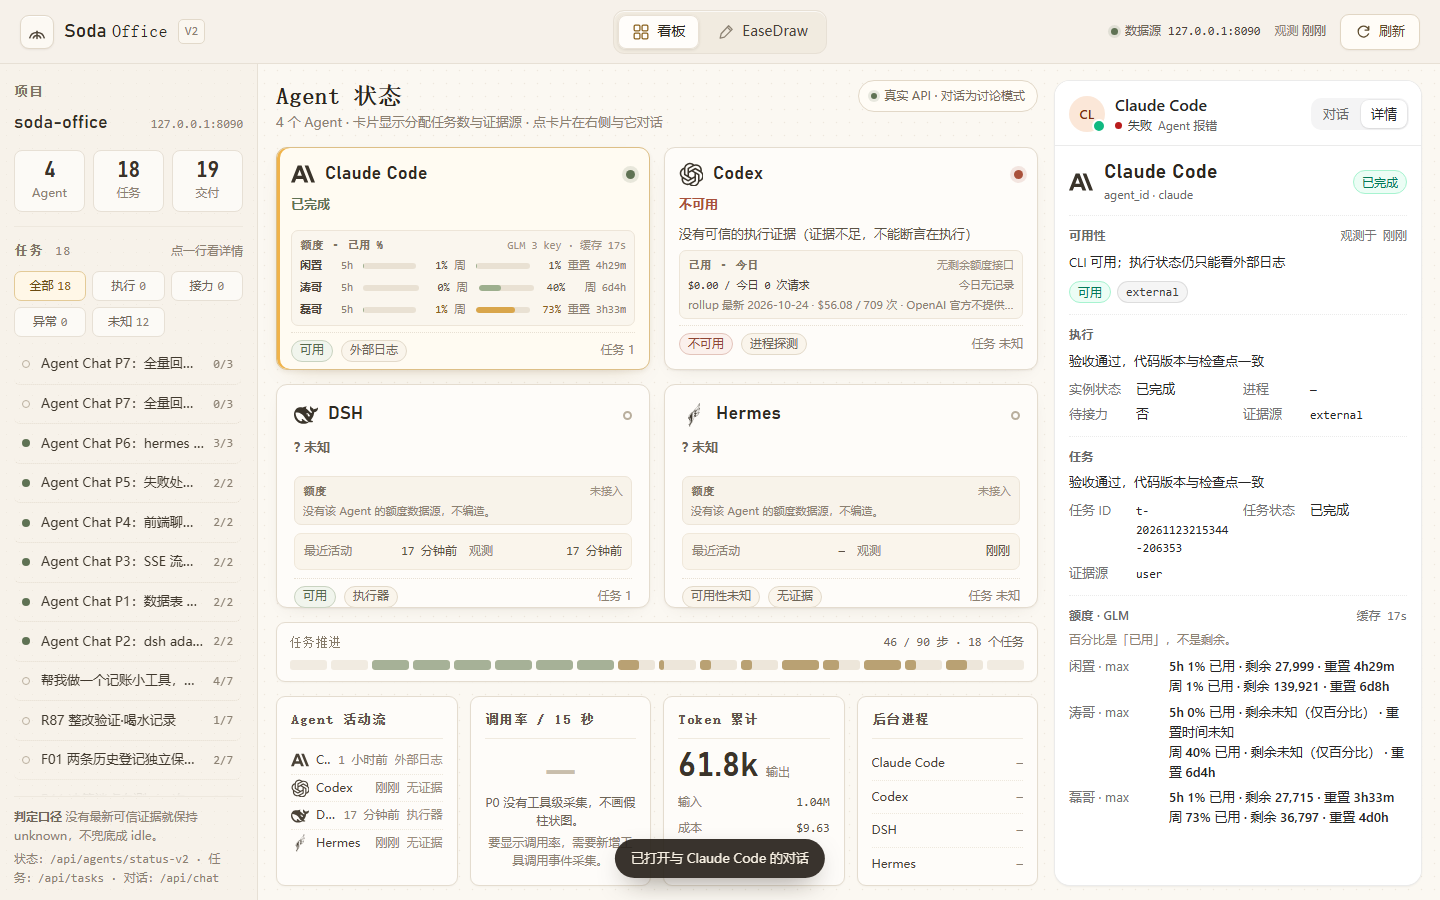 Soda Office V2
看板
EaseDraw
数据源 127.0.0.1:8090
观测 刚刚
刷新
项目
soda-office 127.0.0.1:8090
4 18 19
Agent 任务 交付
任务 18 点一行看详情
全部 18 执行 0 接力 0
异常 0 未知 12
Agent Chat P7：全量回... 0/3
Agent Chat P7：全量回... 0/3
Agent Chat P6：hermes ... 3/3
Agent Chat P5：失败处... 2/2
Agent Chat P4：前端聊... 2/2
Agent Chat P3：SSE 流... 2/2
Agent Chat P1：数据表 ... 2/2
Agent Chat P2：dsh ada... 2/2
帮我做一个记账小工具，... 4/7
R87 整改验证·喝水记录 1/7
F01 两条历史登记独立保... 2/7
判定口径 没有最新可信证据就保持
unknown，不兜底成 idle。
状态：/api/agents/status-v2 · 任
务：/api/tasks · 对话：/api/chat
Agent 状态
4 个 Agent · 卡片显示分配任务数与证据源 · 点卡片在右侧与它对话
真实 API · 对话为讨论模式
Claude Code
已完成
额度 - 已用 % GLM 3 key · 缓存 17s
闲置 5h 1% 周 1% 重置 4h29m
涛哥 5h 0% 周 40% 周 6d4h
磊哥 5h 1% 周 73% 重置 3h33m
可用 外部日志 任务 1
Codex
不可用
没有可信的执行证据（证据不足，不能断言在执行）
已用 - 今日 无剩余额度接口
$0.00 / 今日 0 次请求 今日无记录
rollup 最新 2026-10-24 · $56.08 / 709 次 · OpenAI 官方不提供...
不可用 进程探测 任务 未知
DSH
? 未知
额度 未接入
没有该 Agent 的额度数据源，不编造。
最近活动 17 分钟前 观测 17 分钟前
可用 执行器 任务 1
Hermes
? 未知
额度 未接入
没有该 Agent 的额度数据源，不编造。
最近活动 — 观测 刚刚
可用性未知 无证据 任务 未知
任务推进 46 / 90 步 · 18 个任务
Agent 活动流
C.. 1 小时前 外部日志
Codex 刚刚 无证据
D... 17 分钟前 执行器
Hermes 刚刚 无证据
调用率 / 15 秒
—
P0 没有工具级采集，不画假
柱状图。
要显示调用率，需要新增工
具调用事件采集。
Token 累计
61.8k 输出
输入 1.04M
成本 $9.63
后台进程
Claude Code —
Codex —
DSH —
Hermes —
已打开与 Claude Code 的对话
CL
Claude Code
失败 Agent 报错
对话 详情
Claude Code
agent_id · claude
已完成
可用性 观测于 刚刚
CLI 可用；执行状态仍只能看外部日志
可用 external
执行
验收通过，代码版本与检查点一致
实例状态 已完成 进程 —
待接力 否 证据源 external
任务
验收通过，代码版本与检查点一致
任务 ID t-20261123215344-206353 任务状态 已完成
证据源 user
额度 · GLM 缓存 17s
百分比是「已用」，不是剩余。
闲置 · max 5h 1% 已用 · 剩余 27,999 · 重置 4h29m
周 1% 已用 · 剩余 139,921 · 重置 6d8h
涛哥 · max 5h 0% 已用 · 剩余未知（仅百分比） · 重
置时间未知
周 40% 已用 · 剩余未知（仅百分比） · 重
置 6d4h
磊哥 · max 5h 1% 已用 · 剩余 27,715 · 重置 3h33m
周 73% 已用 · 剩余 36,797 · 重置 4d0h